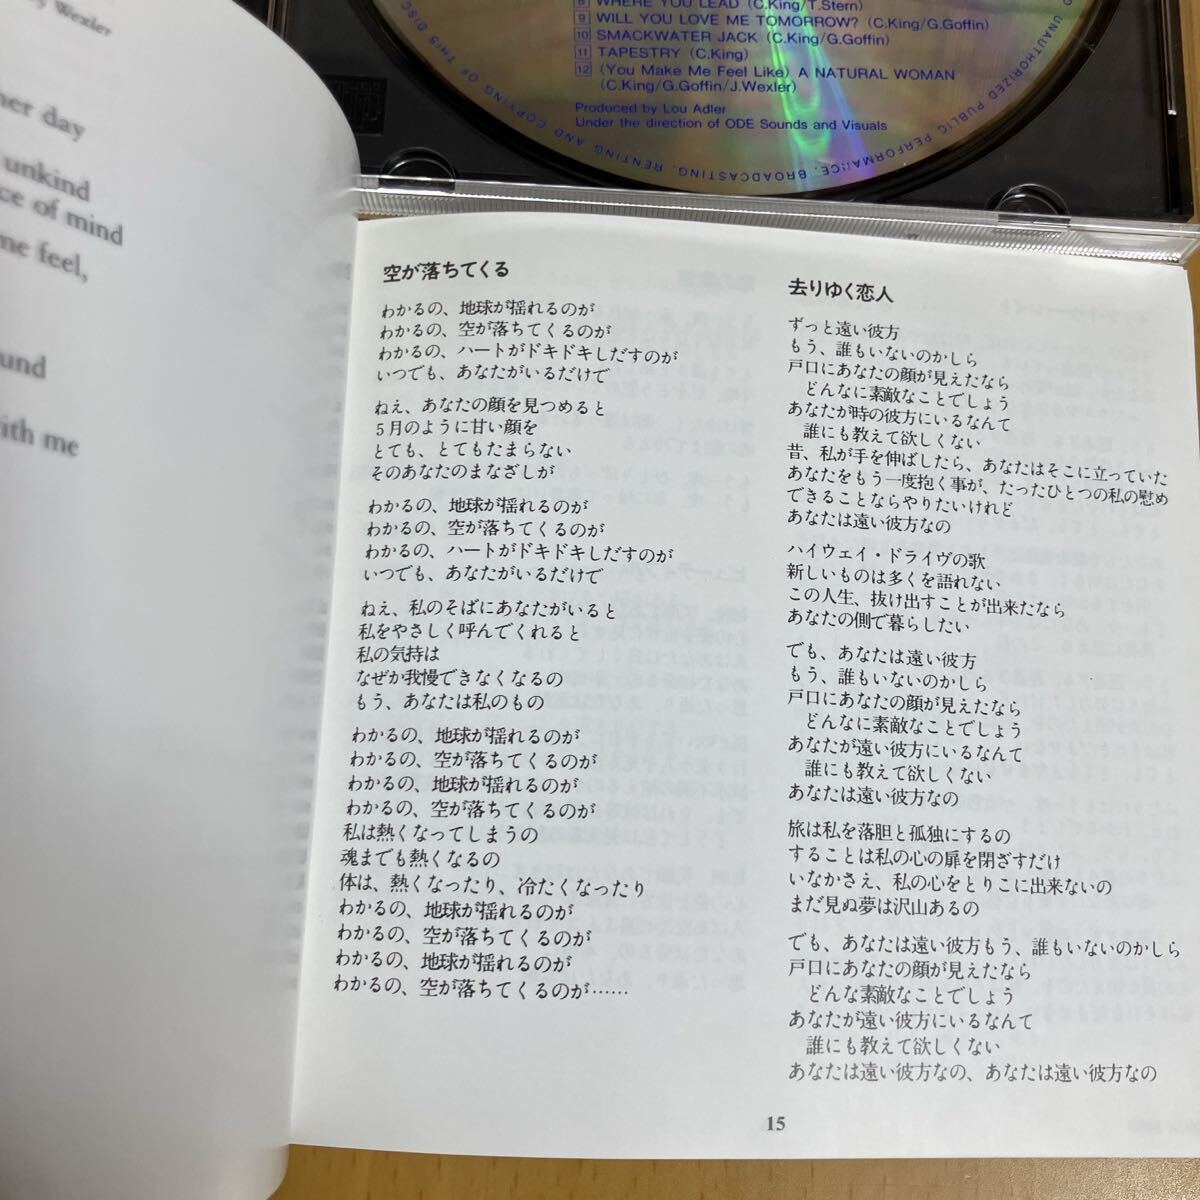 y Wexler
her day
unkind
ce of mind
me feel,
und
ith me
8 WHERE YOU LEAD (C.King/T.Stern)
9 WILL YOU LOVE ME TOMORROW? (C.King/G.Goffin)
10 SMACKWATER JACK (C.King/G.Goffin)
11 TAPESTRY (C.King)
12 (You Make Me Feel Like) A NATURAL WOMAN
(C.King/G.Goffin/J.Wexler)
Produced by Lou Adler
Under the direction of ODE Sounds and Visuals
UNAUTHORIZED PUBLIC PERFORMANCE, BROADCASTING, RENTING AND COPYING OF THIS DISC
空が落ちてくる
わかるの、地球が揺れるのが
わかるの、空が落ちてくるのが
わかるの、ハートがドキドキしだすのが
いつでも、あなたがいるだけで
ねえ、あなたの顔を見つめると
5月のように甘い顔を
とても、とてもたまらない
そのあなたのまなざしが
わかるの、地球が揺れるのが
わかるの、空が落ちてくるのが
わかるの、ハートがドキドキしだすのが
いつでも、あなたがいるだけで
ねえ、私のそばにあなたがいると
私をやさしく呼んでくれると
私の気持は
なぜか我慢できなくなるの
もう、あなたは私のもの
わかるの、地球が揺れるのが
わかるの、空が落ちてくるのが
わかるの、地球が揺れるのが
わかるの、空が落ちてくるのが
私は熱くなってしまうの
魂までも熱くなるの
体は、熱くなったり、冷たくなったり
わかるの、地球が揺れるのが
わかるの、空が落ちてくるのが
わかるの、地球が揺れるのが
わかるの、空が落ちてくるのが……
去りゆく恋人
ずっと遠い彼方
もう、誰もいないのかしら
戸口にあなたの顔が見えたなら
どんなに素敵なことでしょう
あなたが時の彼方にいるなんて
誰にも教えて欲しくない
昔、私が手を伸ばしたら、あなたはそこに立っていた
あなたをもう一度抱く事が、たったひとつの私の慰め
できることならやりたいけれど
あなたは遠い彼方なの
ハイウェイ・ドライヴの歌
新しいものは多くを語れない
この人生、抜け出すことが出来たなら
あなたの側で暮らしたい
でも、あなたは遠い彼方
もう、誰もいないのかしら
戸口にあなたの顔が見えたなら
どんなに素敵なことでしょう
あなたが遠い彼方にいるなんて
誰にも教えて欲しくない
あなたは遠い彼方なの
旅は私を落胆と孤独にするの
することは私の心の扉を閉ざすだけ
いなかさえ、私の心をとりこに出来ないの
まだ見ぬ夢は沢山あるの
でも、あなたは遠い彼方もう、誰もいないのかしら
戸口にあなたの顔が見えたなら
どんな素敵なことでしょう
あなたが遠い彼方にいるなんて
誰にも教えて欲しくない
あなたは遠い彼方なの、あなたは遠い彼方なの
15